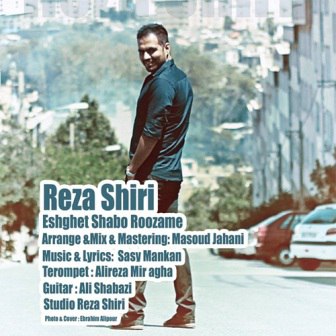 Reza Shiri
Eshghet Shabo Roozame
Arrange &Mix & Mastering: Masoud Jahani
Music & Lyrics: Sasy Mankan
Terompet : Alireza Mir agha
Guitar : Ali Shabazi
Studio Reza Shiri
Photo & Cover : Ebrahim Alipour